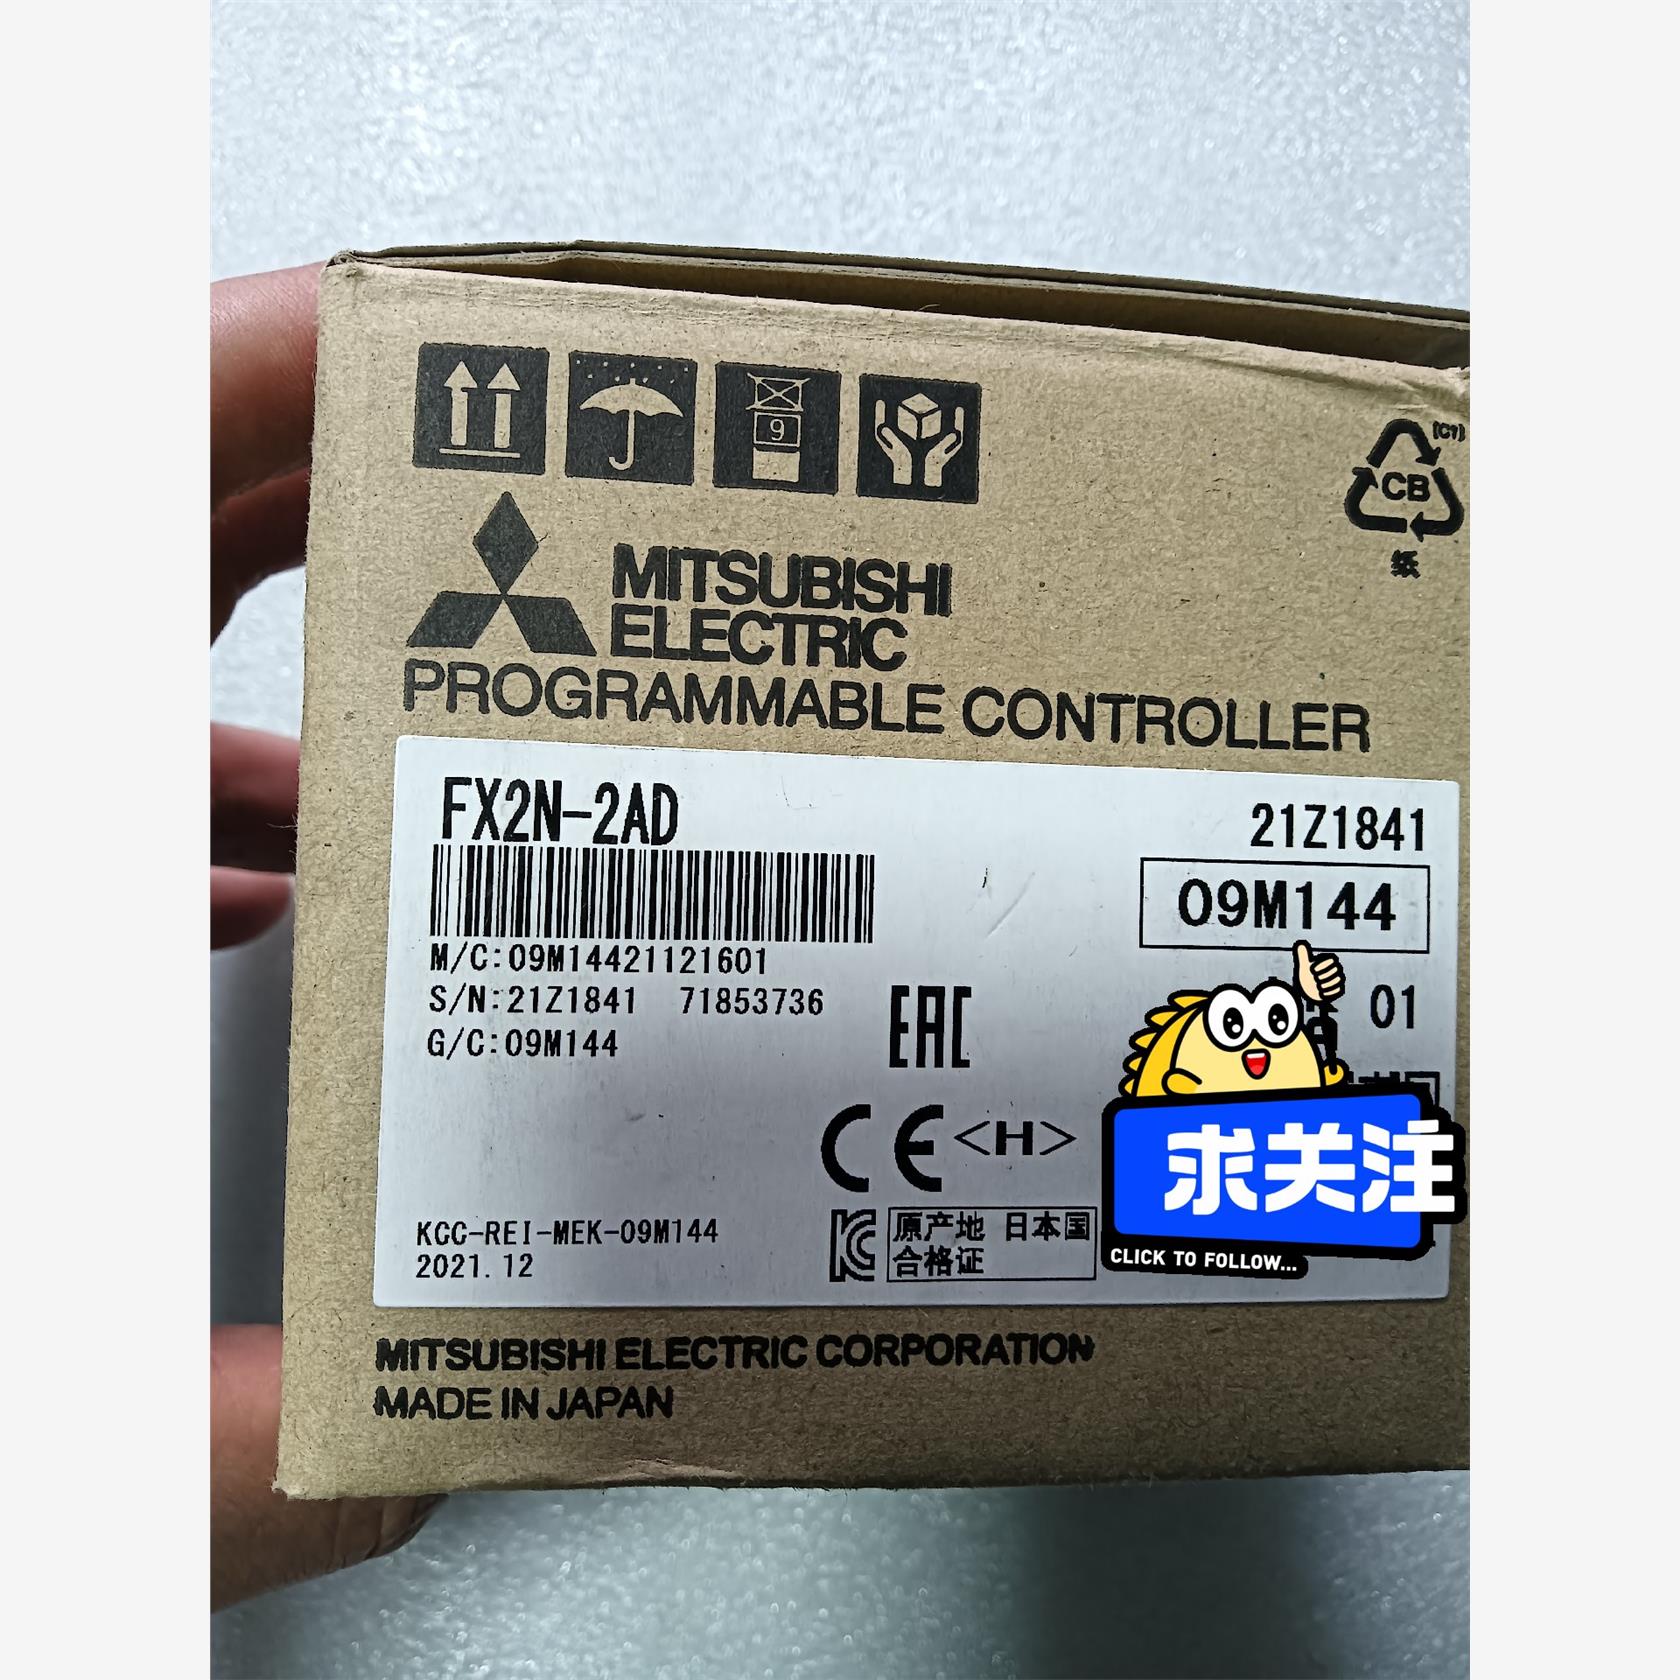 9
CB
纸
MITSUBISHI
ELECTRIC
PROGRAMMABLE CONTROLLER
FX2N-2AD
21Z1841
09M144
M/C:09M14421121601
S/N:21Z1841 71853736
G/C:09M144
EAC
01
CE <H>
求关注
CLICK TO FOLLOW...
KCC-REI-MEK-09M144
2021.12
KC
原产地 日本国
合格证
MITSUBISHI ELECTRIC CORPORATION
MADE IN JAPAN